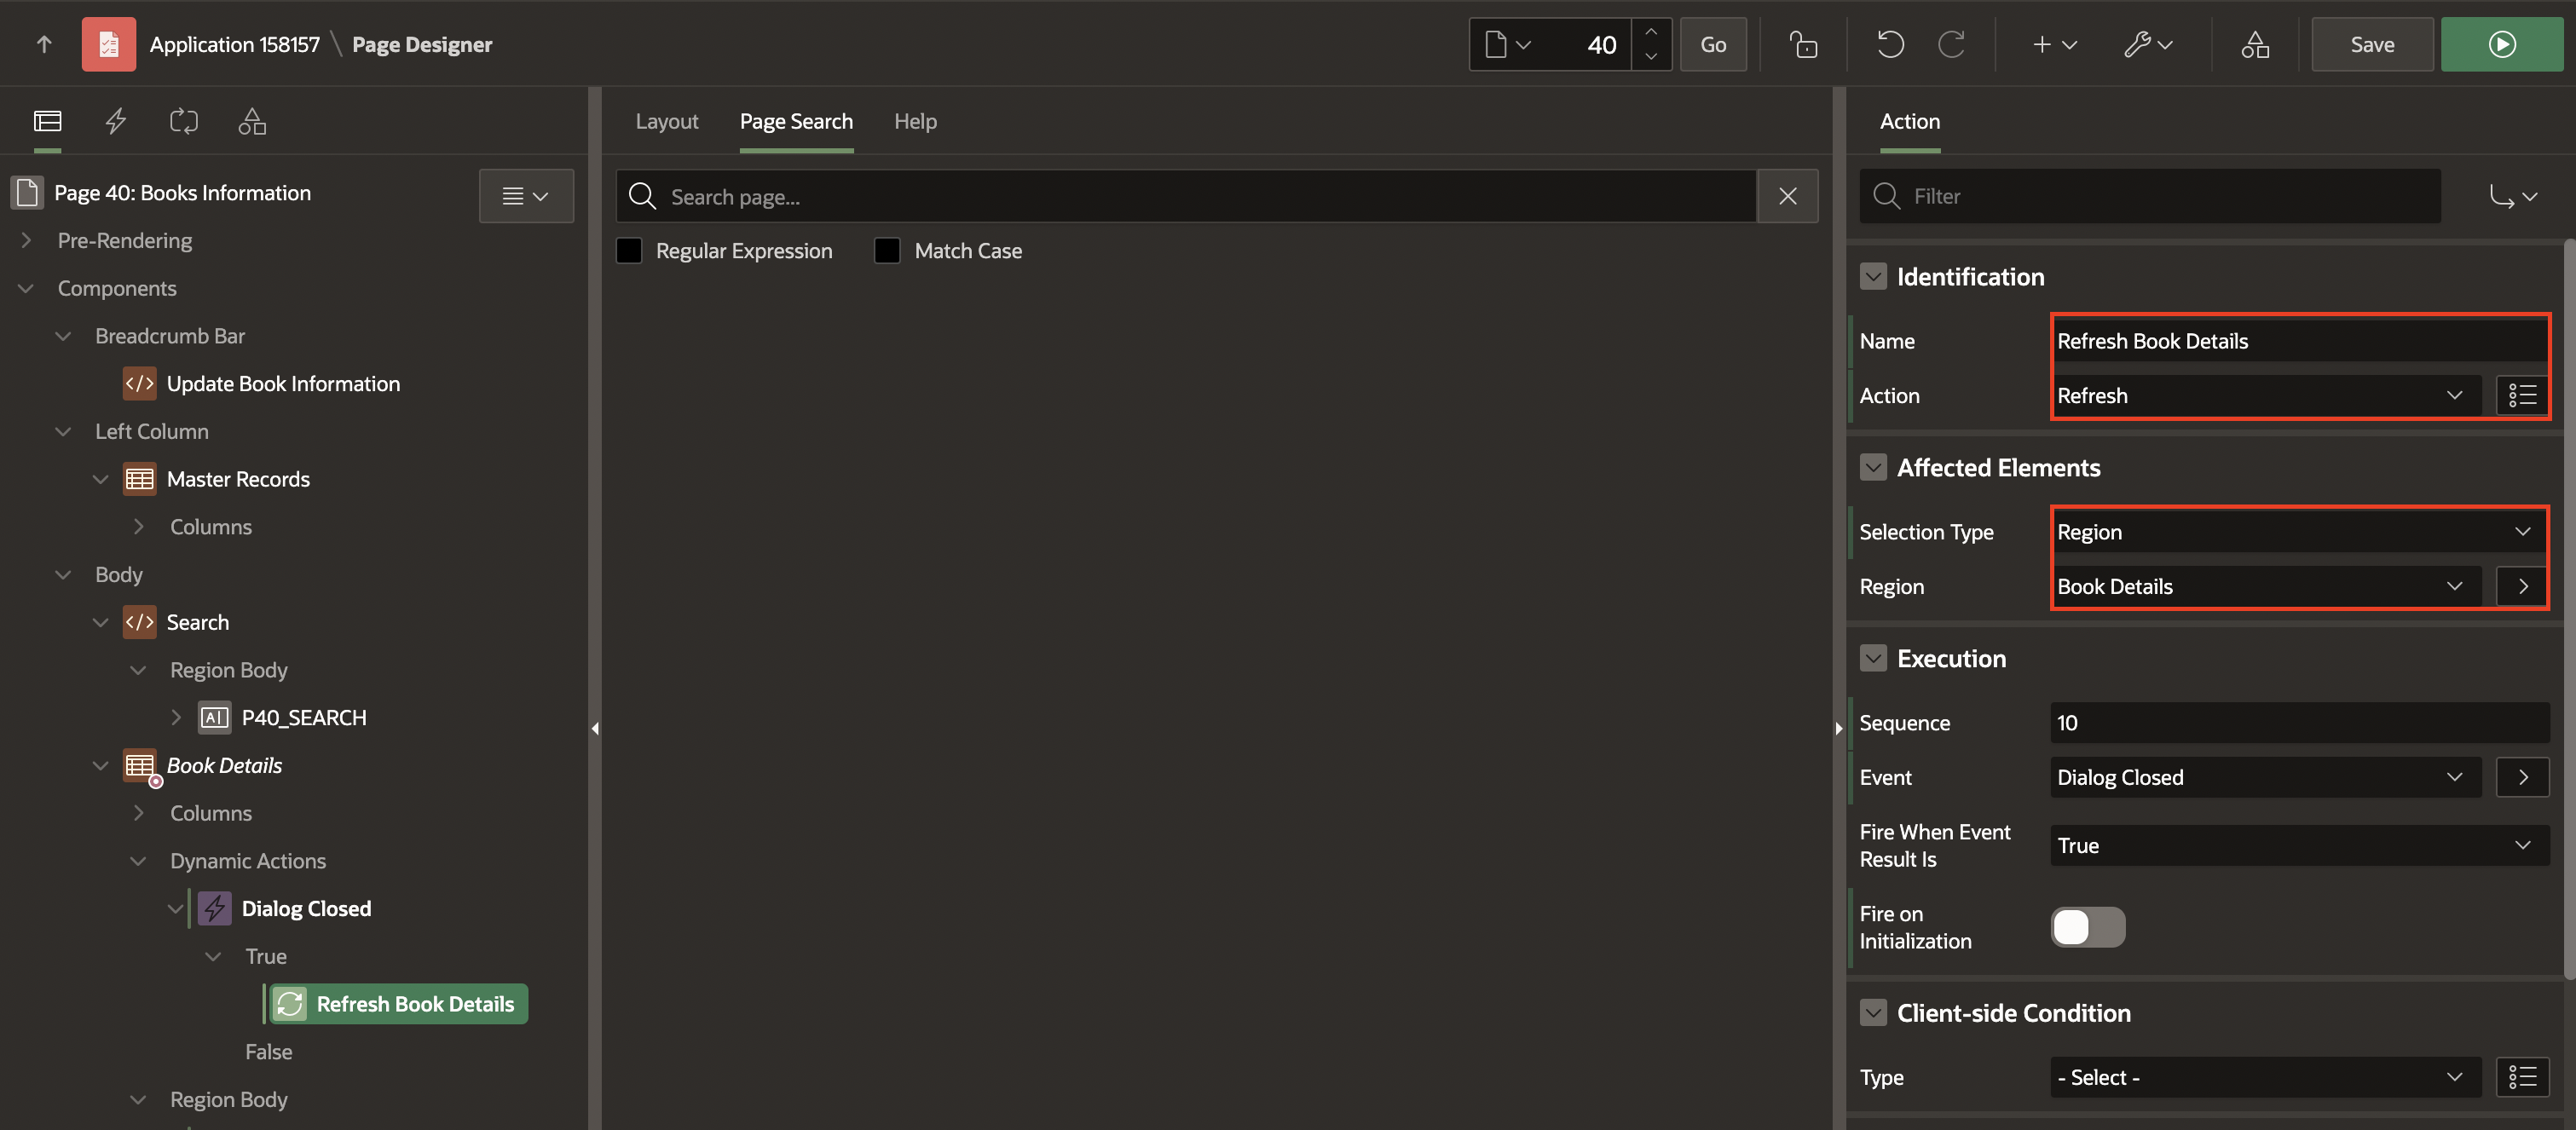 Application 158157 \ Page Designer
40
Go
Save
Page 40: Books Information
Pre-Rendering
Components
Breadcrumb Bar
</> Update Book Information
Left Column
Master Records
Columns
Body
</> Search
Region Body
A| P40_SEARCH
Book Details
Columns
Dynamic Actions
Dialog Closed
True
Refresh Book Details
False
Region Body
Layout
Page Search
Help
Search page...
Regular Expression
Match Case
Action
Filter
Identification
Name
Refresh Book Details
Action
Refresh
Affected Elements
Selection Type
Region
Region
Book Details
Execution
Sequence
10
Event
Dialog Closed
Fire When Event
Result Is
True
Fire on
Initialization
Client-side Condition
Type
- Select -